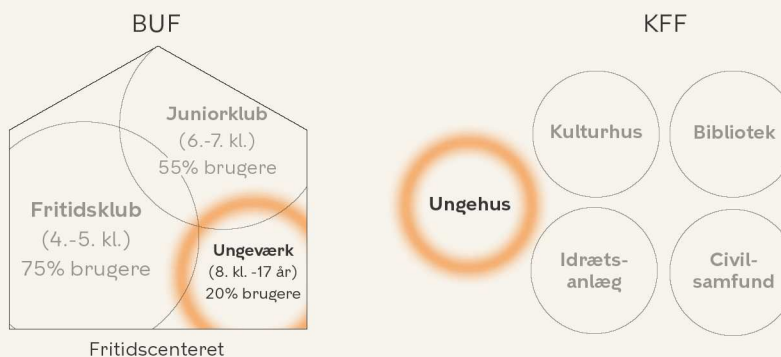 BUF
KFF
Juniorklub
(6.-7. kl.)
55% brugere
Fritidsklub
(4.-5. kl.)
75% brugere
Ungeværk
(8. kl. -17 år)
20% brugere
Fritidscenteret
Ungehus
Kulturhus
Bibliotek
Idræts-
anlæg
Civil-
samfund